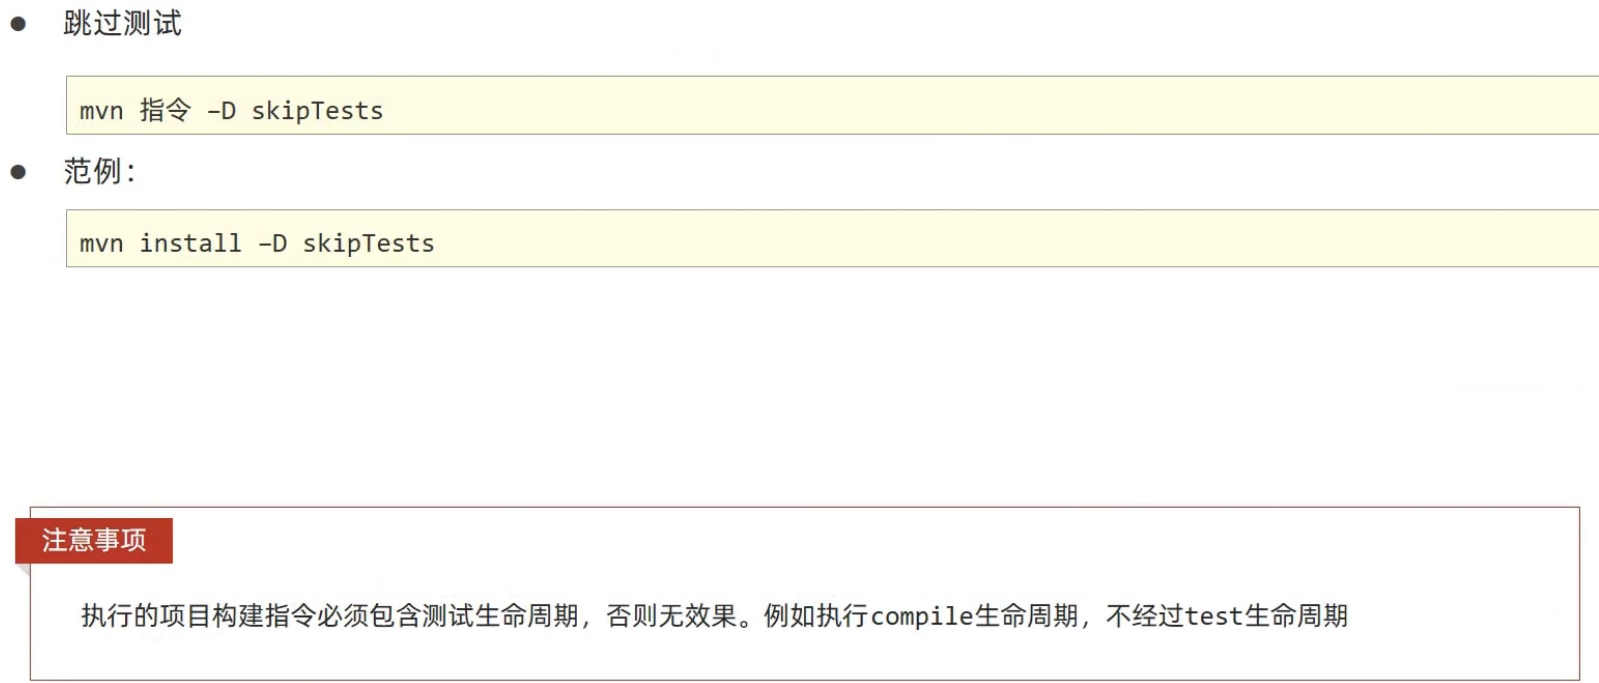 ● 跳过测试
mvn 指令 –D skipTests
● 范例：
mvn install –D skipTests
注意事项
执行的项目构建指令必须包含测试生命周期，否则无效果。例如执行compile生命周期，不经过test生命周期